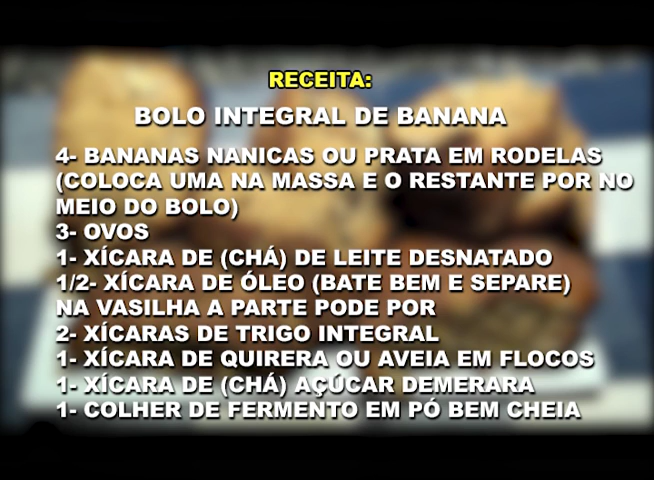 RECEITA:
BOLO INTEGRAL DE BANANA
4- BANANAS NANICAS OU PRATA EM RODELAS
(COLOCA UMA NA MASSA E O RESTANTE POR NO
MEIO DO BOLO)
3- OVOS
1- XÍCARA DE (CHÁ) DE LEITE DESNATADO
1/2- XÍCARA DE ÓLEO (BATE BEM E SEPARE)
NA VASILHA A PARTE PODE POR
2- XÍCARAS DE TRIGO INTEGRAL
1- XÍCARA DE QUIRERA OU AVEIA EM FLOCOS
1- XÍCARA DE (CHÁ) AÇÚCAR DEMERARA
1- COLHER DE FERMENTO EM PÓ BEM CHEIA